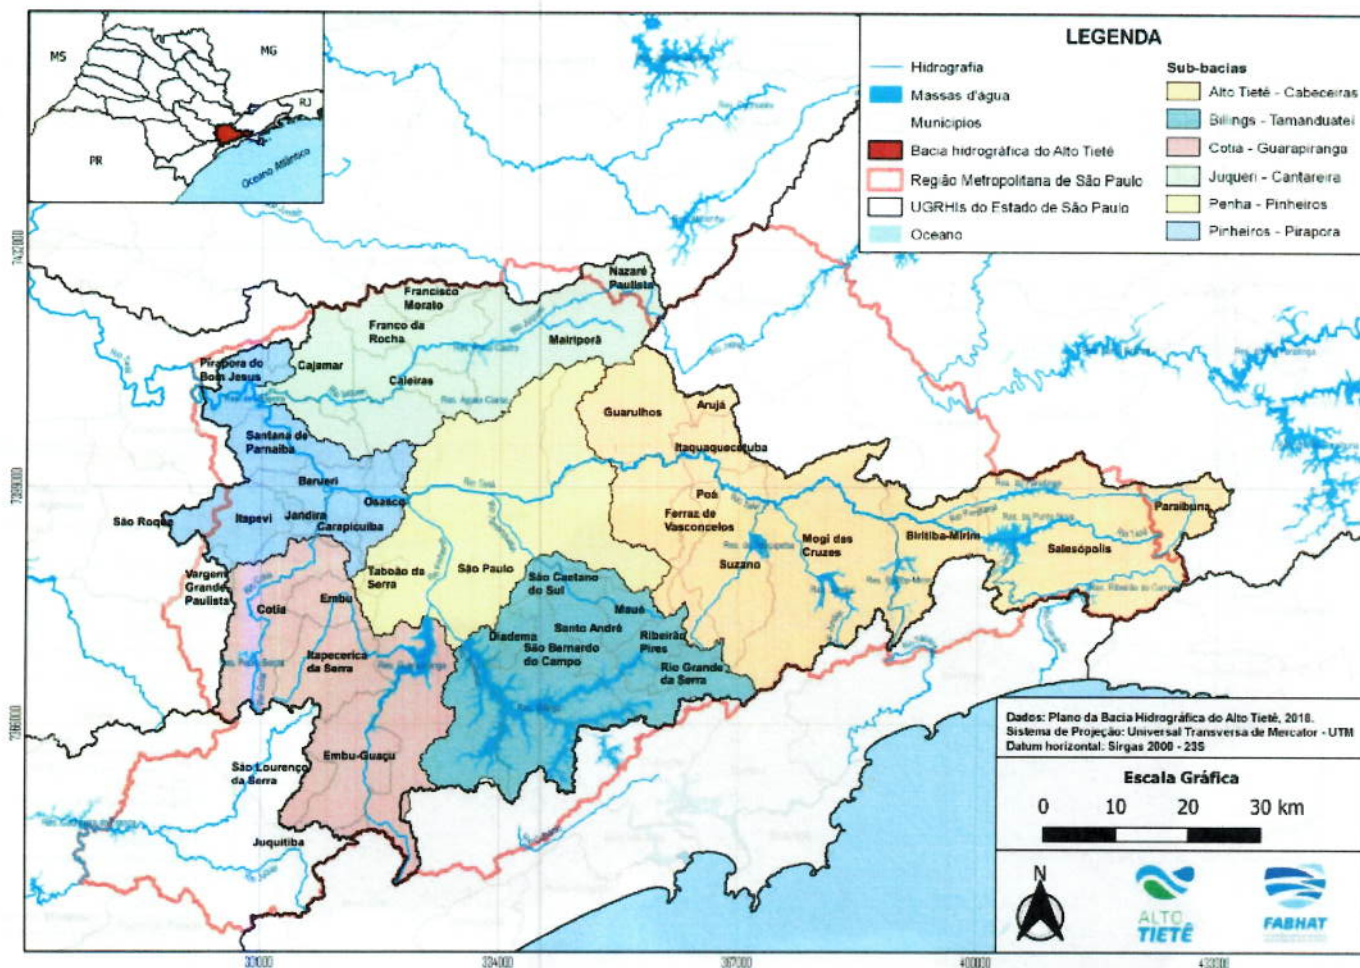 MS
MG
RJ
PR
Oceano Atlântico
LEGENDA
Hidrografia
Massas d'água
Municípios
Bacia hidrográfica do Alto Tietê
Região Metropolitana de São Paulo
UGRHIs do Estado de São Paulo
Oceano
Sub-bacias
Alto Tietê - Cabeceiras
Billings - Tamanduateí
Cotia - Guarapiranga
Juqueri - Cantareira
Penha - Pinheiros
Pinheiros - Pirapora
Nazaré
Paulista
Francisco
Morato
Franco da
Rocha
Mairiporã
Pirapora do
Bom Jesus
Cajamar
Caieiras
Guarulhos
Arujá
Santana de
Parnaíba
Itaquaquecetuba
Barueri
Osasco
Rio Tietê
Poá
Ferraz de
Vasconcelos
Paraibuna
São Roque
Itapevi
Jandira
Carapicuíba
Mogi das
Cruzes
Biritiba-Mirim
Salesópolis
Taboão da
Serra
São Paulo
Suzano
Vargem
Grande
Paulista
São Caetano
do Sul
Cotia
Embu
Mauá
Diadema
Santo André
São Bernardo
do Campo
Ribeirão
Pires
Itapecerica
da Serra
Rio Grande
da Serra
Embu-Guaçu
São Lourenço
da Serra
Juquitiba
Dados: Plano da Bacia Hidrográfica do Alto Tietê, 2018.
Sistema de Projeção: Universal Transversa de Mercator - UTM
Datum horizontal: Sirgas 2000 - 23S
Escala Gráfica
0 10 20 30 km
N
ALTO
TIETÊ
FABHAT